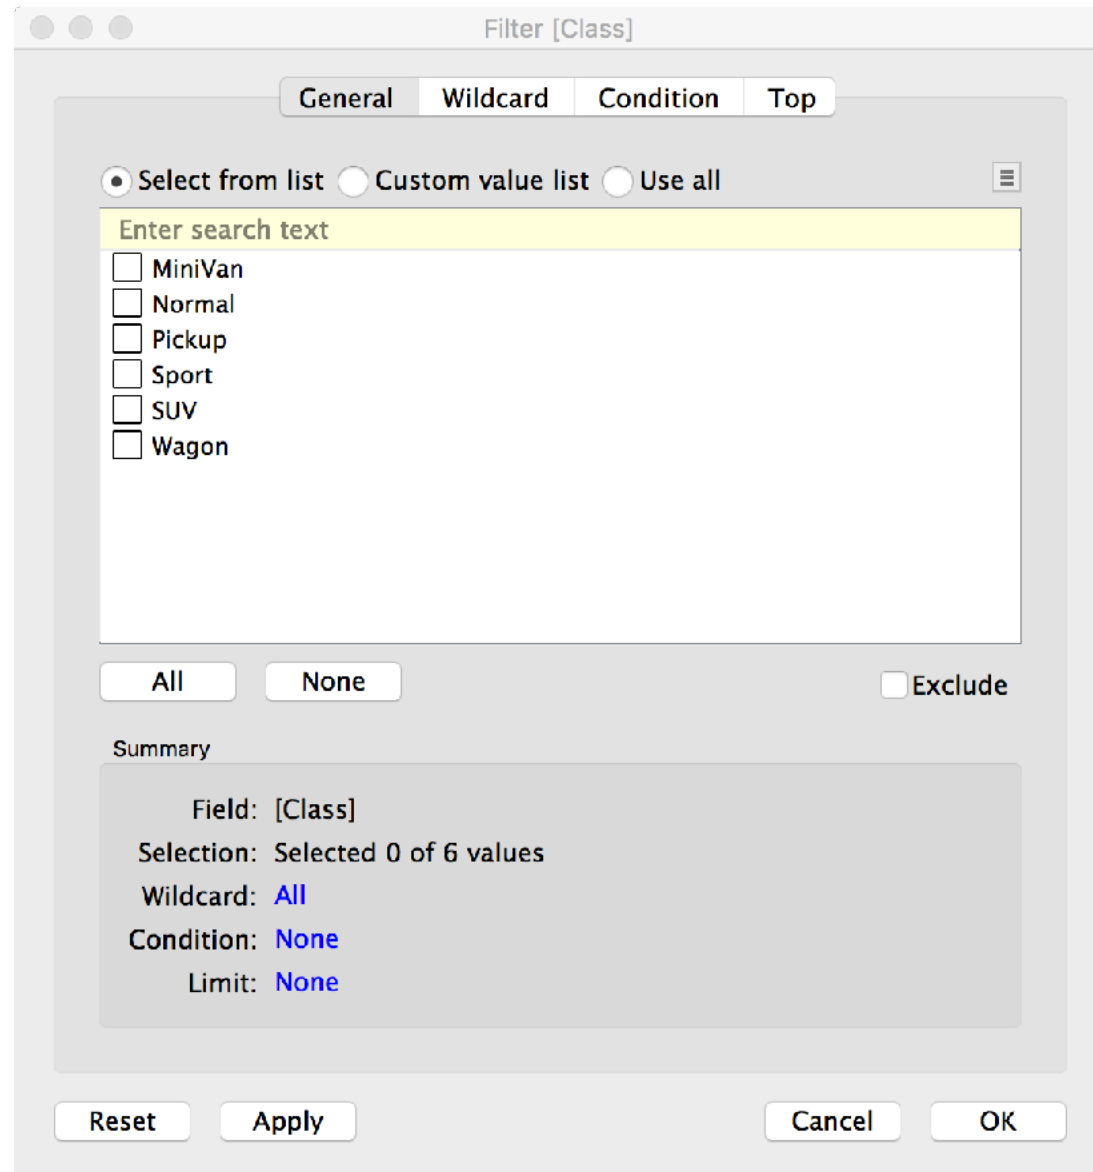 Filter [Class]
General Wildcard Condition Top
Select from list Custom value list Use all
Enter search text
MiniVan
Normal
Pickup
Sport
SUV
Wagon
All None Exclude
Summary
Field: [Class]
Selection: Selected 0 of 6 values
Wildcard: All
Condition: None
Limit: None
Reset Apply Cancel OK